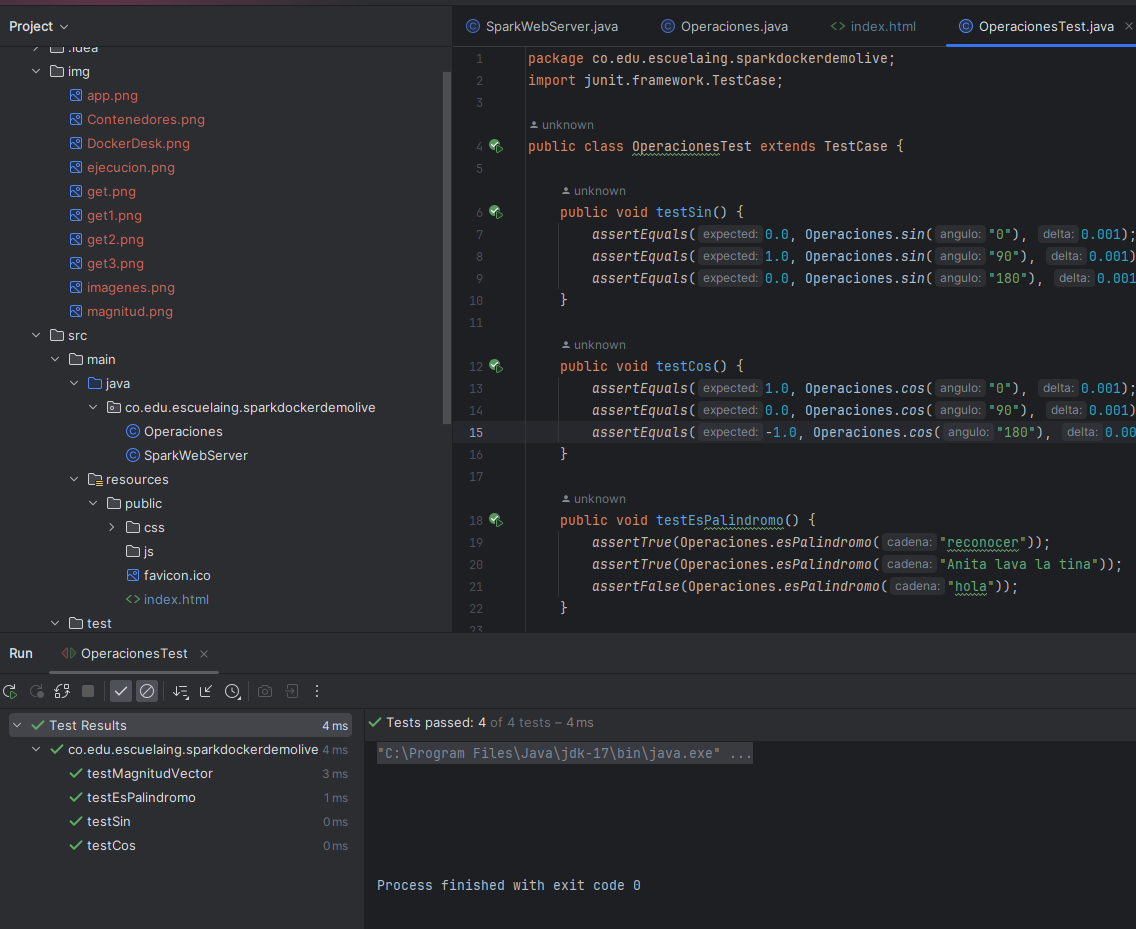 Project
SparkWebServer.java
Operaciones.java
<> index.html
OperacionesTest.java
.idea
img
app.png
Contenedores.png
DockerDesk.png
ejecucion.png
get.png
get1.png
get2.png
get3.png
imagenes.png
magnitud.png
src
main
java
co.edu.escuelaing.sparkdockerdemolive
Operaciones
SparkWebServer
resources
public
css
js
favicon.ico
<> index.html
test
1 package co.edu.escuelaing.sparkdockerdemolive;
2 import junit.framework.TestCase;
3
unknown
4 public class OperacionesTest extends TestCase {
5
unknown
6 public void testSin() {
7 assertEquals( expected: 0.0, Operaciones.sin( angulo: "0"), delta: 0.001);
8 assertEquals( expected: 1.0, Operaciones.sin( angulo: "90"), delta: 0.001)
9 assertEquals( expected: 0.0, Operaciones.sin( angulo: "180"), delta: 0.001
10 }
11
unknown
12 public void testCos() {
13 assertEquals( expected: 1.0, Operaciones.cos( angulo: "0"), delta: 0.001);
14 assertEquals( expected: 0.0, Operaciones.cos( angulo: "90"), delta: 0.001)
15 assertEquals( expected: -1.0, Operaciones.cos( angulo: "180"), delta: 0.00
16 }
17
unknown
18 public void testEsPalindromo() {
19 assertTrue(Operaciones.esPalindromo( cadena: "reconocer"));
20 assertTrue(Operaciones.esPalindromo( cadena: "Anita lava la tina"));
21 assertFalse(Operaciones.esPalindromo( cadena: "hola"));
22 }
23
Run
OperacionesTest
Test Results 4 ms
co.edu.escuelaing.sparkdockerdemolive 4 ms
testMagnitudVector 3 ms
testEsPalindromo 1 ms
testSin 0 ms
testCos 0 ms
Tests passed: 4 of 4 tests – 4 ms
"C:\Program Files\Java\jdk-17\bin\java.exe" ...
Process finished with exit code 0